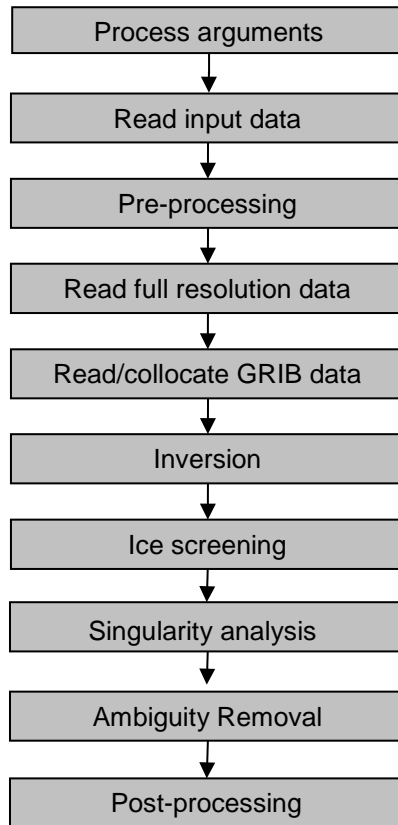 Process arguments
Read input data
Pre-processing
Read full resolution data
Read/collocate GRIB data
Inversion
Ice screening
Singularity analysis
Ambiguity Removal
Post-processing